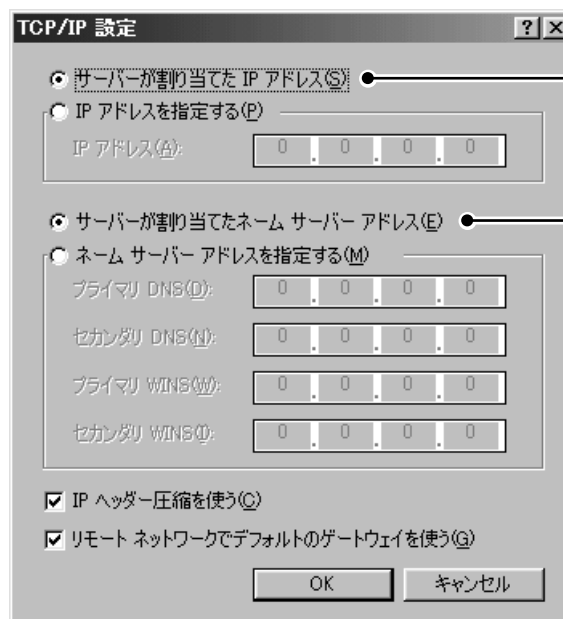 TCP/IP 設定
サーバーが割り当てた IP アドレス(S)
IP アドレスを指定する(P)
IP アドレス(A):
0 . 0 . 0 . 0
サーバーが割り当てたネーム サーバー アドレス(E)
ネーム サーバー アドレスを指定する(M)
プライマリ DNS(D):
0 . 0 . 0 . 0
セカンダリ DNS(N):
0 . 0 . 0 . 0
プライマリ WINS(W):
0 . 0 . 0 . 0
セカンダリ WINS(I):
0 . 0 . 0 . 0
IP ヘッダー圧縮を使う(C)
リモート ネットワークでデフォルトのゲートウェイを使う(G)
OK
キャンセル